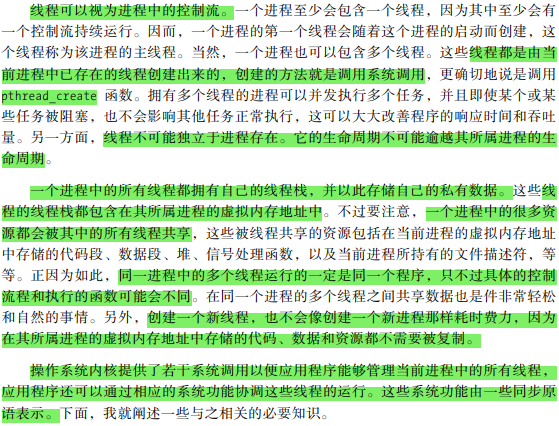 线程可以视为进程中的控制流。一个进程至少会包含一个线程，因为其中至少会有
一个控制流持续运行。因而，一个进程的第一个线程会随着这个进程的启动而创建，这
个线程称为该进程的主线程。当然，一个进程也可以包含多个线程。这些线程都是由当
前进程中已存在的线程创建出来的，创建的方法就是调用系统调用，更确切地说是调用
pthread_create 函数。拥有多个线程的进程可以并发执行多个任务，并且即使某个或某
些任务被阻塞，也不会影响其他任务正常执行，这可以大大改善程序的响应时间和吞吐
量。另一方面，线程不可能独立于进程存在。它的生命周期不可能逾越其所属进程的生
命周期。
一个进程中的所有线程都拥有自己的线程栈，并以此存储自己的私有数据。这些线
程的线程栈都包含在其所属进程的虚拟内存地址中。不过要注意，一个进程中的很多资
源都会被其中的所有线程共享，这些被线程共享的资源包括在当前进程的虚拟内存地址
中存储的代码段、数据段、堆、信号处理函数，以及当前进程所持有的文件描述符，等
等。正因为如此，同一进程中的多个线程运行的一定是同一个程序，只不过具体的控制
流程和执行的函数可能会不同。在同一个进程的多个线程之间共享数据也是件非常轻松
和自然的事情。另外，创建一个新线程，也不会像创建一个新进程那样耗时费力，因为
在其所属进程的虚拟内存地址中存储的代码、数据和资源都不需要被复制。
操作系统内核提供了若干系统调用以便应用程序能够管理当前进程中的所有线程，
应用程序还可以通过相应的系统功能协调这些线程的运行。这些系统功能由一些同步原
语表示。下面，我就阐述一些与之相关的必要知识。